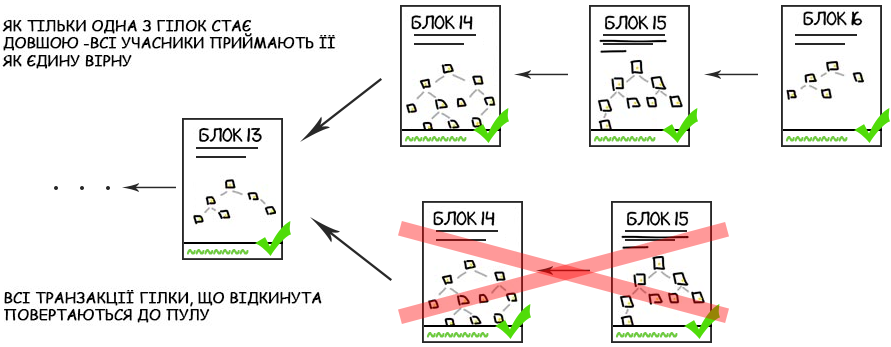 ЯК ТІЛЬКИ ОДНА З ГІЛОК СТАЄ
ДОВШОЮ -ВСІ УЧАСНИКИ ПРИЙМАЮТЬ ЇЇ
ЯК ЄДИНУ ВІРНУ
БЛОК 14
БЛОК 15
БЛОК 16
БЛОК 13
. . .
БЛОК 14
БЛОК 15
ВСІ ТРАНЗАКЦІЇ ГІЛКИ, ЩО ВІДКИНУТА
ПОВЕРТАЮТЬСЯ ДО ПУЛУ